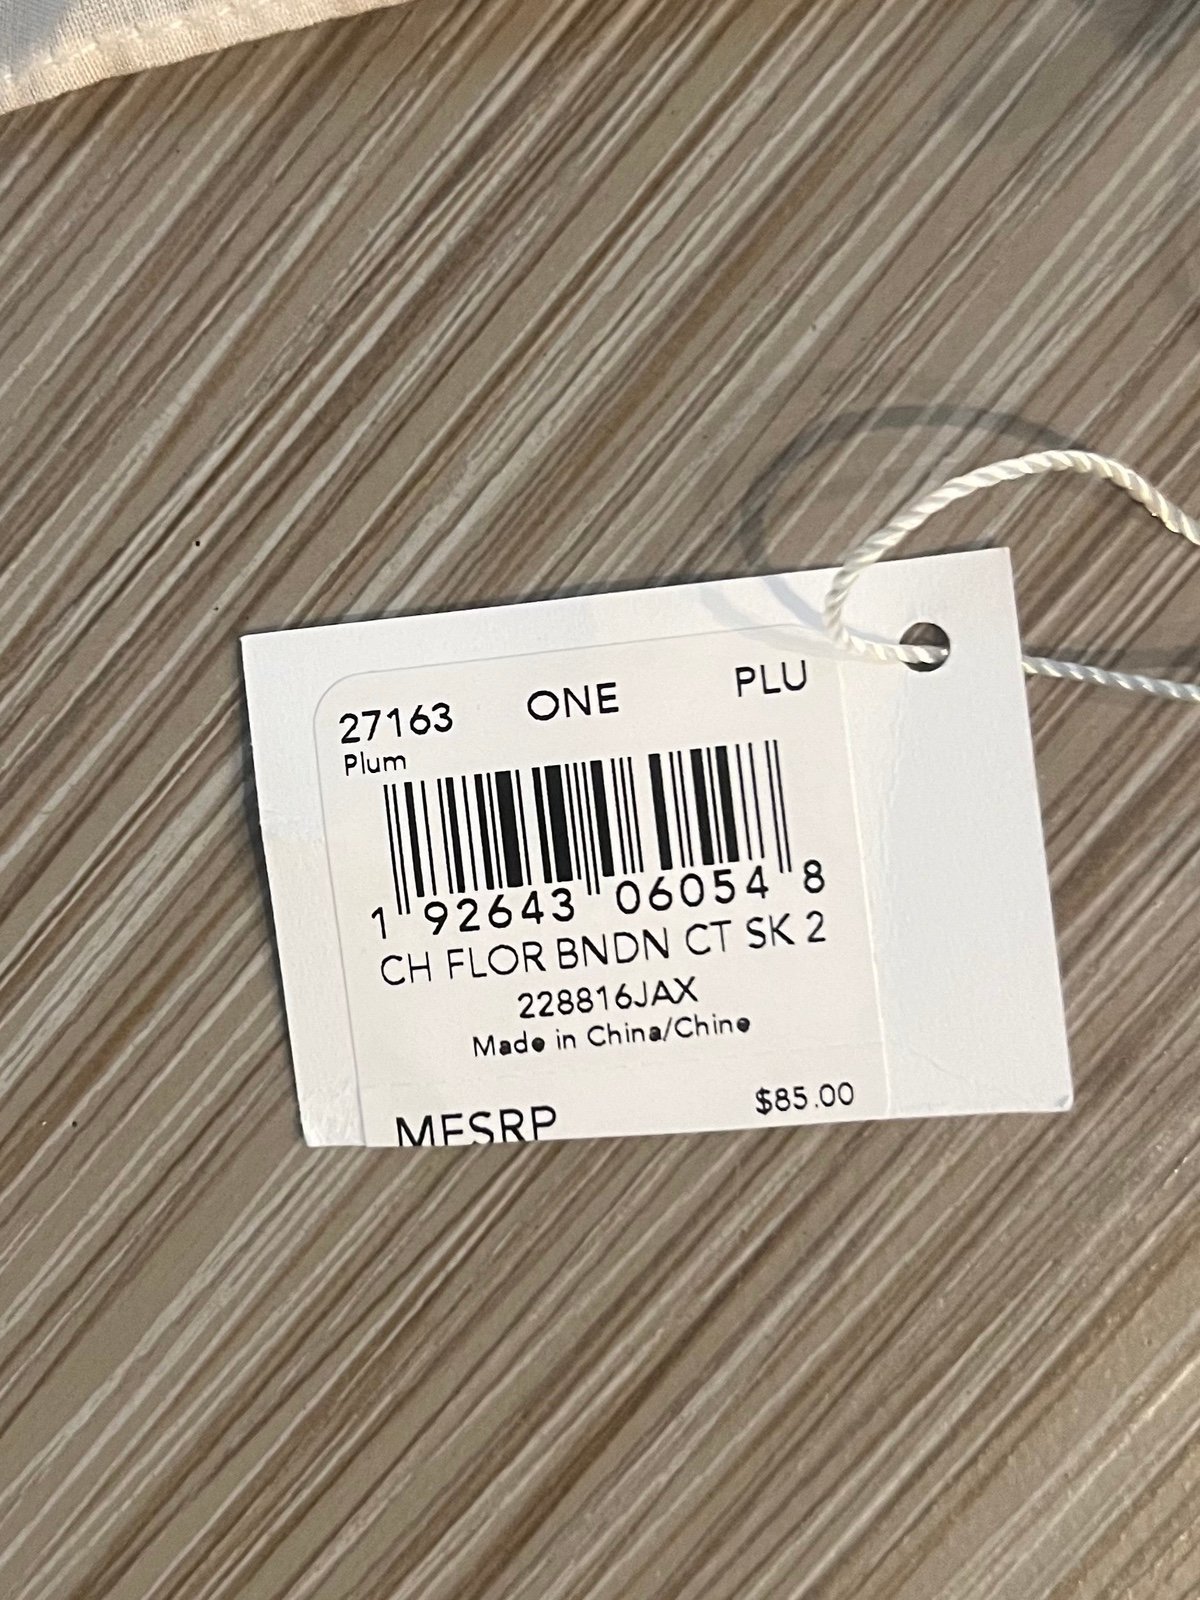 27163 ONE PLU
Plum
1 92643 06054 8
CH FLOR BNDN CT SK 2
228816JAX
Made in China/Chine
$85.00
MFSRP